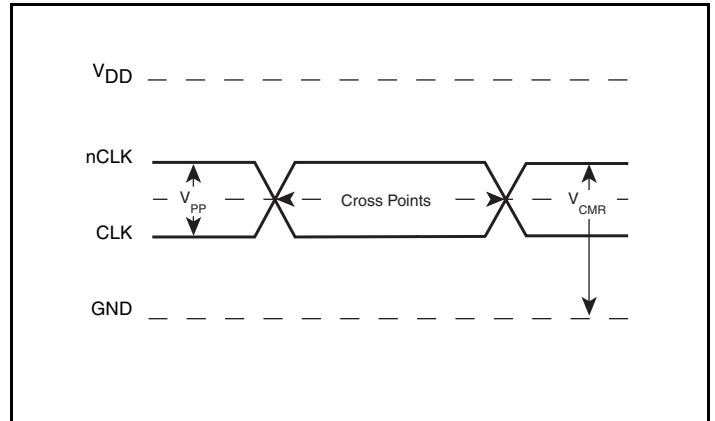 VDD
nCLK
VPP
Cross Points
VCMR
CLK
GND